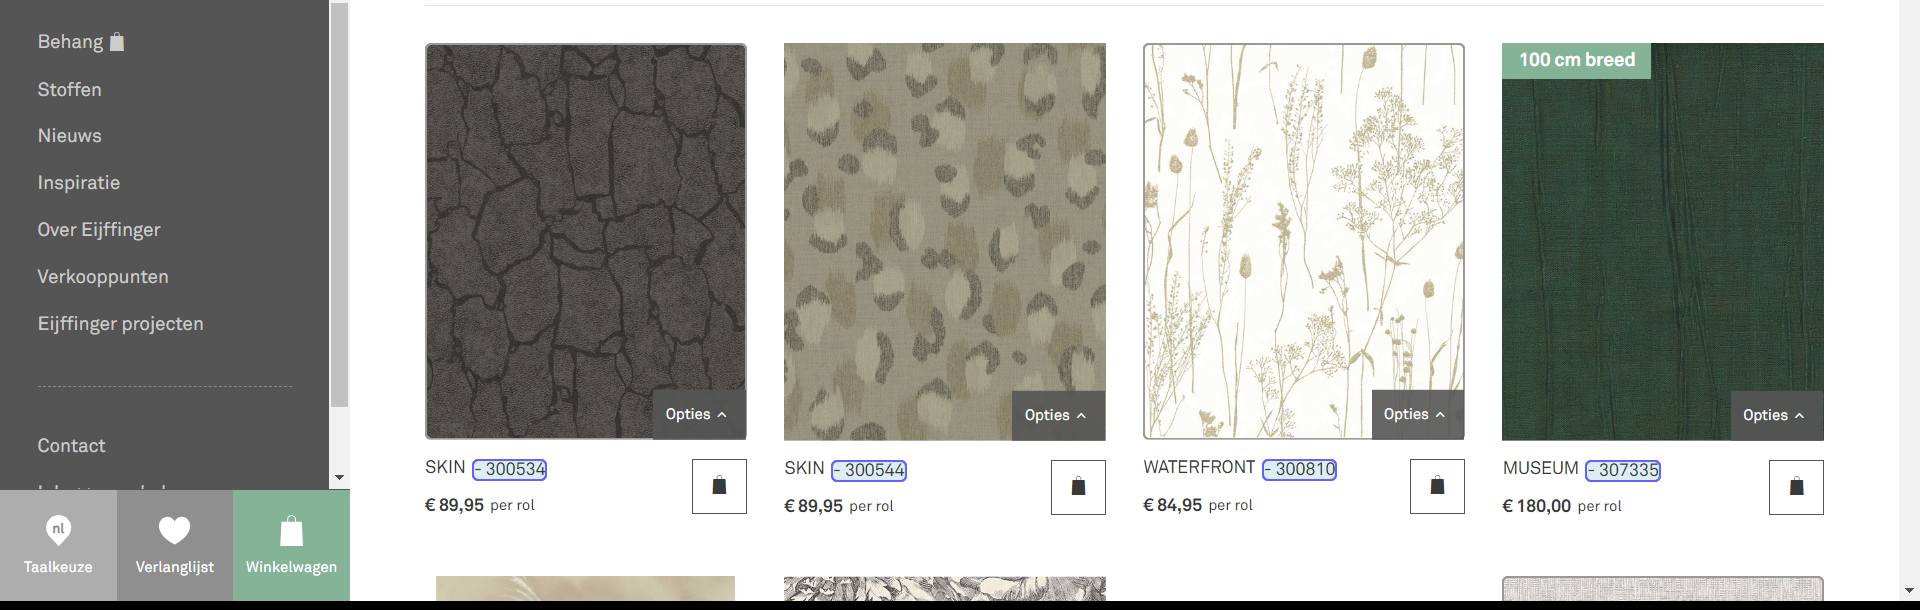 Behang
Stoffen
Nieuws
Inspiratie
Over Eijffinger
Verkooppunten
Eijffinger projecten
Contact
nl
Taalkeuze
Verlanglijst
Winkelwagen
Opties
SKIN - 300534
€ 89,95 per rol
Opties
SKIN - 300544
€ 89,95 per rol
Opties
WATERFRONT - 300810
€ 84,95 per rol
100 cm breed
Opties
MUSEUM - 307335
€ 180,00 per rol